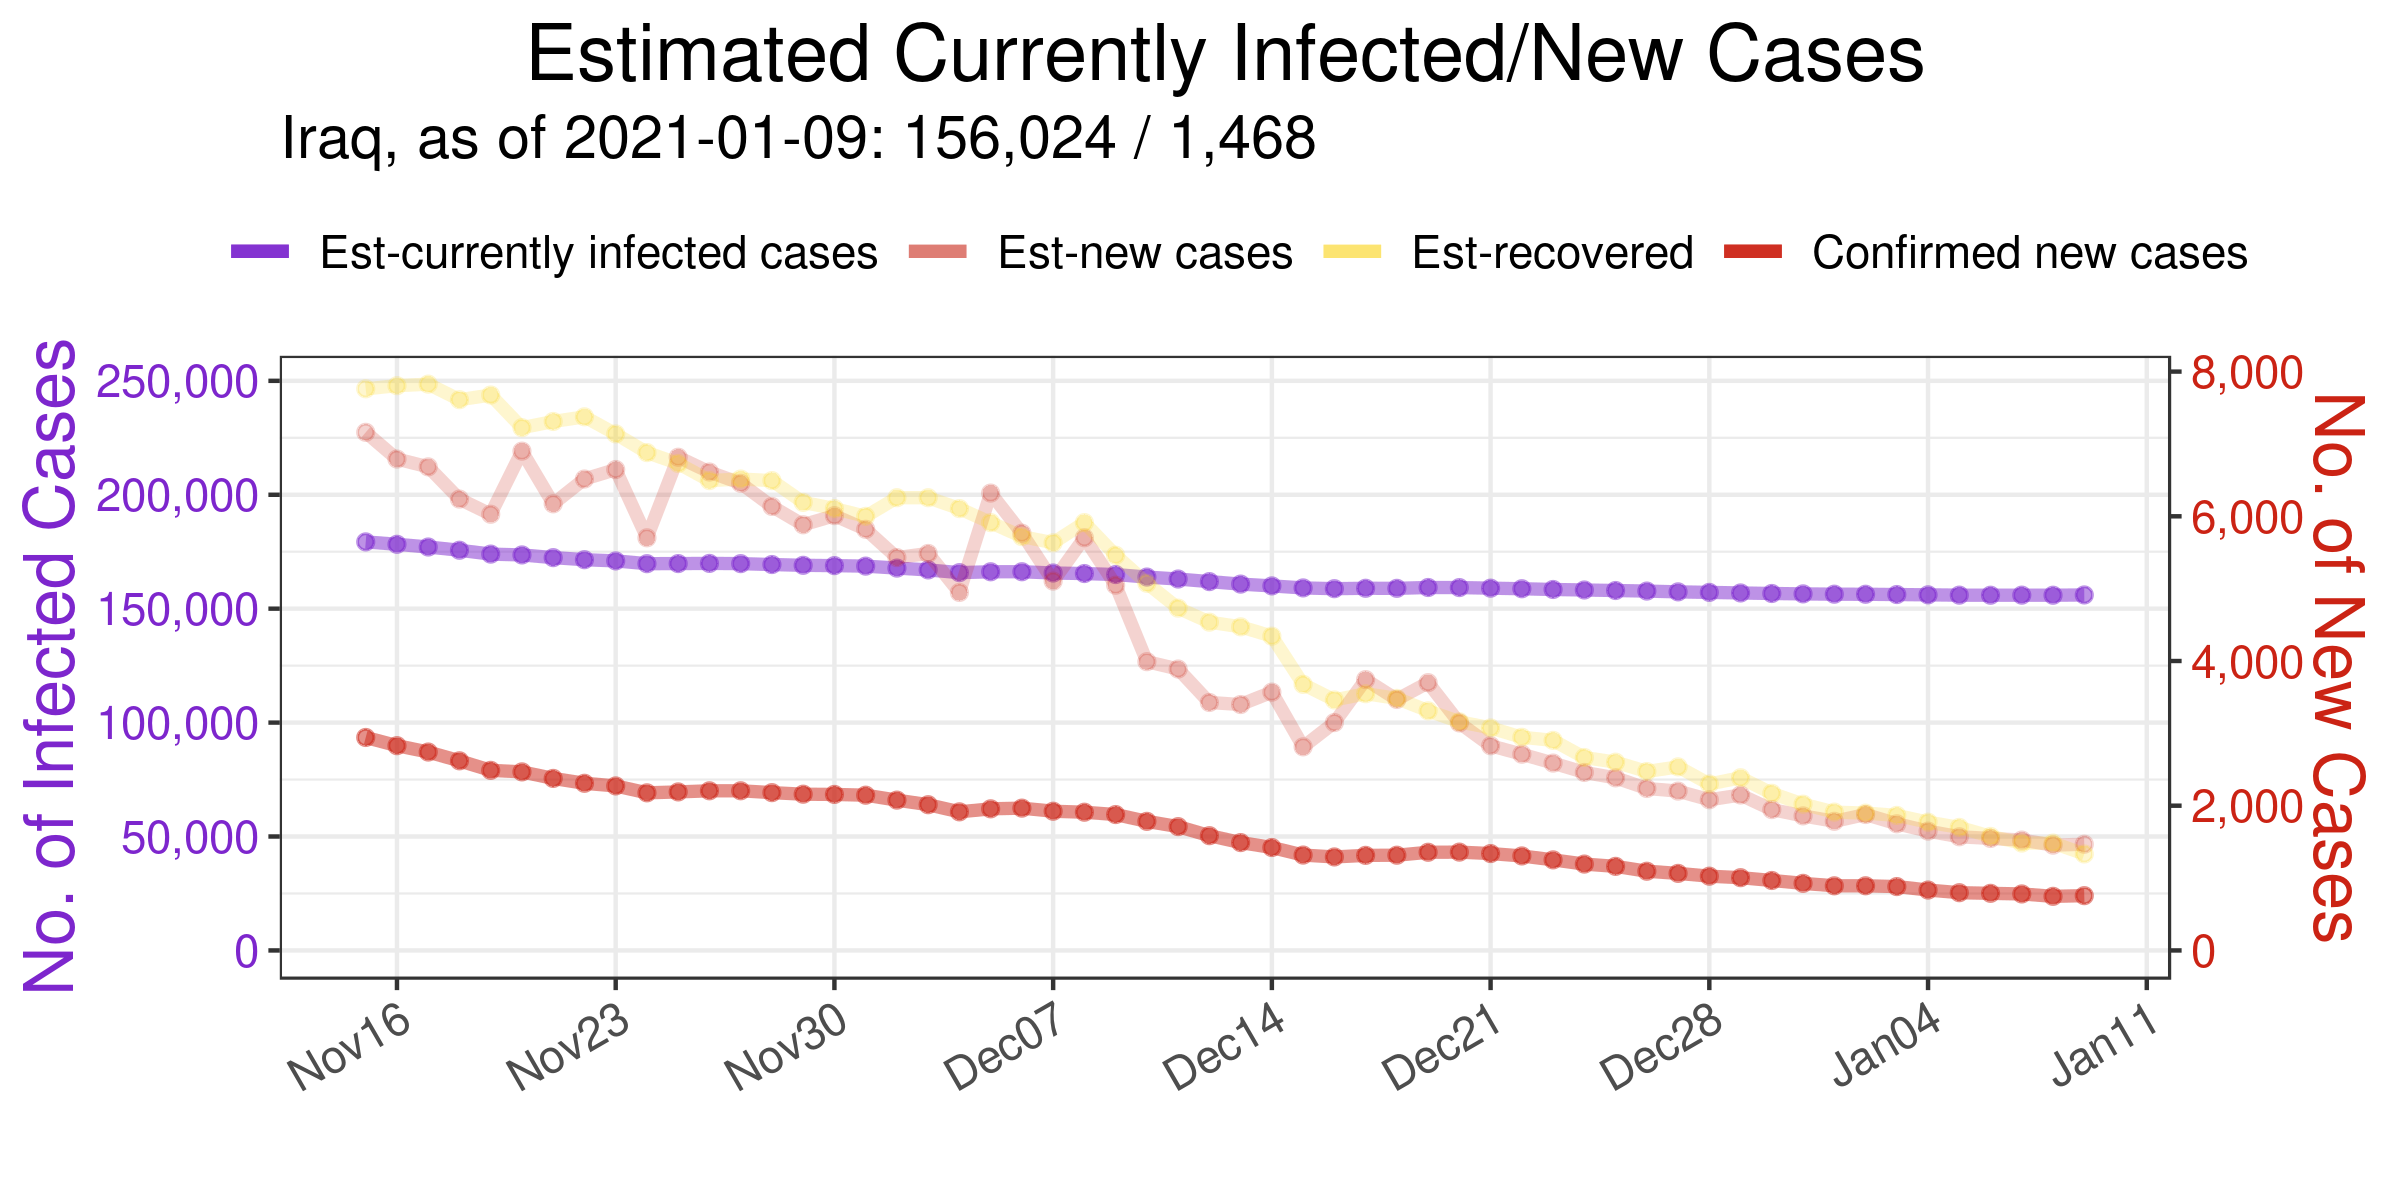 Estimated Currently Infected/New Cases
Iraq, as of 2021-01-09: 156,024 / 1,468
Est-currently infected cases Est-new cases Est-recovered Confirmed new cases
No. of Infected Cases
250,000
200,000
150,000
100,000
50,000
0
8,000
6,000
4,000
2,000
0
No. of New Cases
Nov16 Nov23 Nov30 Dec07 Dec14 Dec21 Dec28 Jan04 Jan11